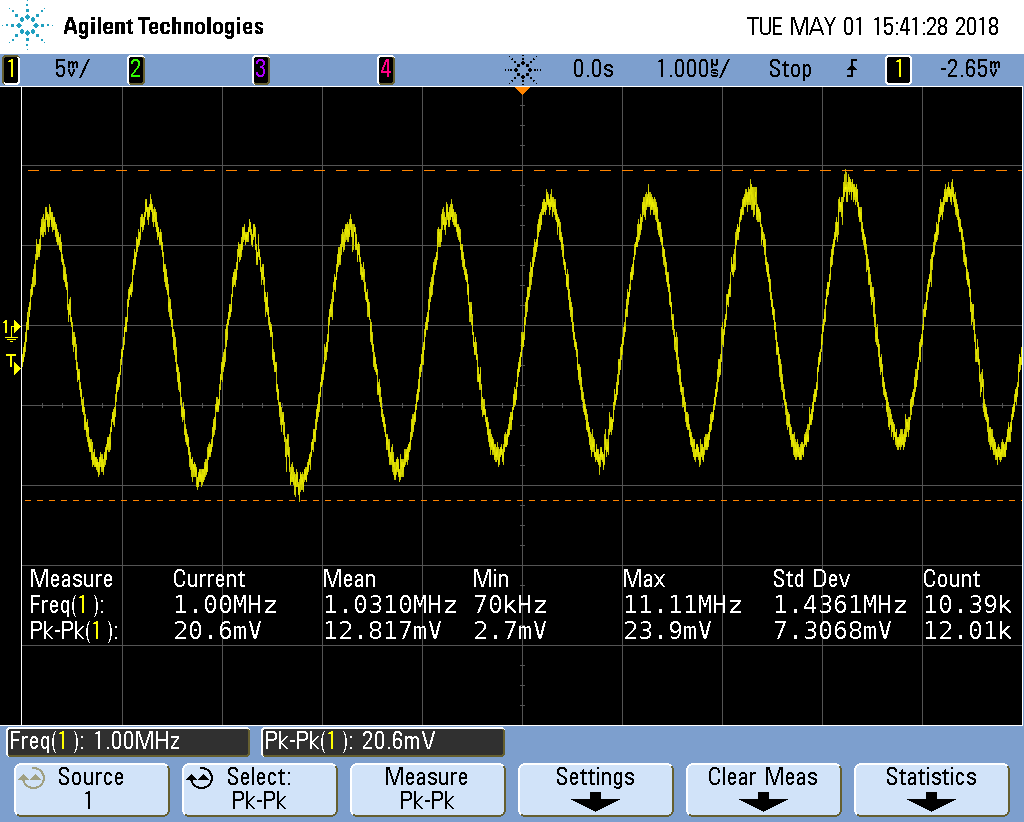 Agilent Technologies TUE MAY 01 15:41:28 2018
1 5mV/ 2 3 4 0.0s 1.000µs/ Stop 1 -2.65mV
1
T
Measure Current Mean Min Max Std Dev Count
Freq(1): 1.00MHz 1.0310MHz 70kHz 11.11MHz 1.4361MHz 10.39k
Pk-Pk(1): 20.6mV 12.817mV 2.7mV 23.9mV 7.3068mV 12.01k
Freq(1): 1.00MHz Pk-Pk(1): 20.6mV
Source Select: Measure Settings Clear Meas Statistics
1 Pk-Pk Pk-Pk